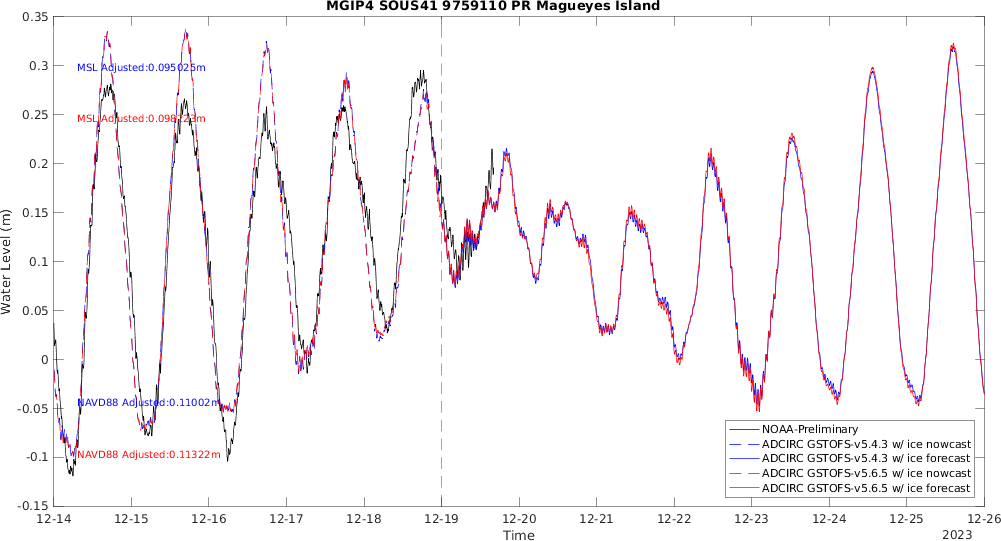 MGIP4 SOUS41 9759110 PR Magueyes Island
0.35
0.3
0.25
0.2
0.15
0.1
0.05
0
-0.05
-0.1
-0.15
Water Level (m)
MSL Adjusted:0.095025m
MSL Adjusted:0.098223m
NAVD88 Adjusted:0.11002m
NAVD88 Adjusted:0.11322m
NOAA-Preliminary
ADCIRC GSTOFS-v5.4.3 w/ ice nowcast
ADCIRC GSTOFS-v5.4.3 w/ ice forecast
ADCIRC GSTOFS-v5.6.5 w/ ice nowcast
ADCIRC GSTOFS-v5.6.5 w/ ice forecast
12-14 12-15 12-16 12-17 12-18 12-19 12-20 12-21 12-22 12-23 12-24 12-25 12-26
Time
2023